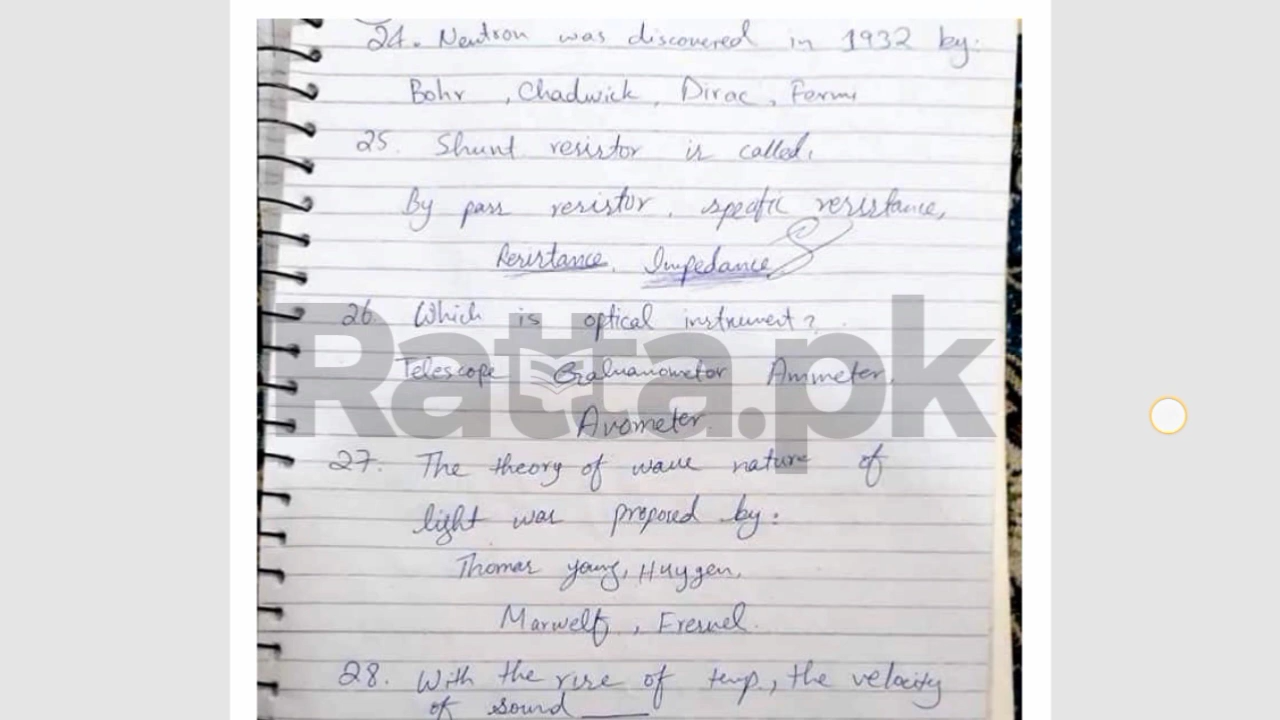 24. Neutron was discovered in 1932 by:
Bohr , Chadwick, Dirac, Fermi
25. Shunt resistor is called.
By pass resistor, specific resistance,
Resistance, Impedance
26. Which is optical instrument?
Telescope Galvanometer Ammeter,
Avometer.
27. The theory of wave nature of
light was proposed by:
Thomas young, Huygen,
Maxwell, Fresnel.
28. With the rise of temp., the velocity
of sound ____
Ratta.pk